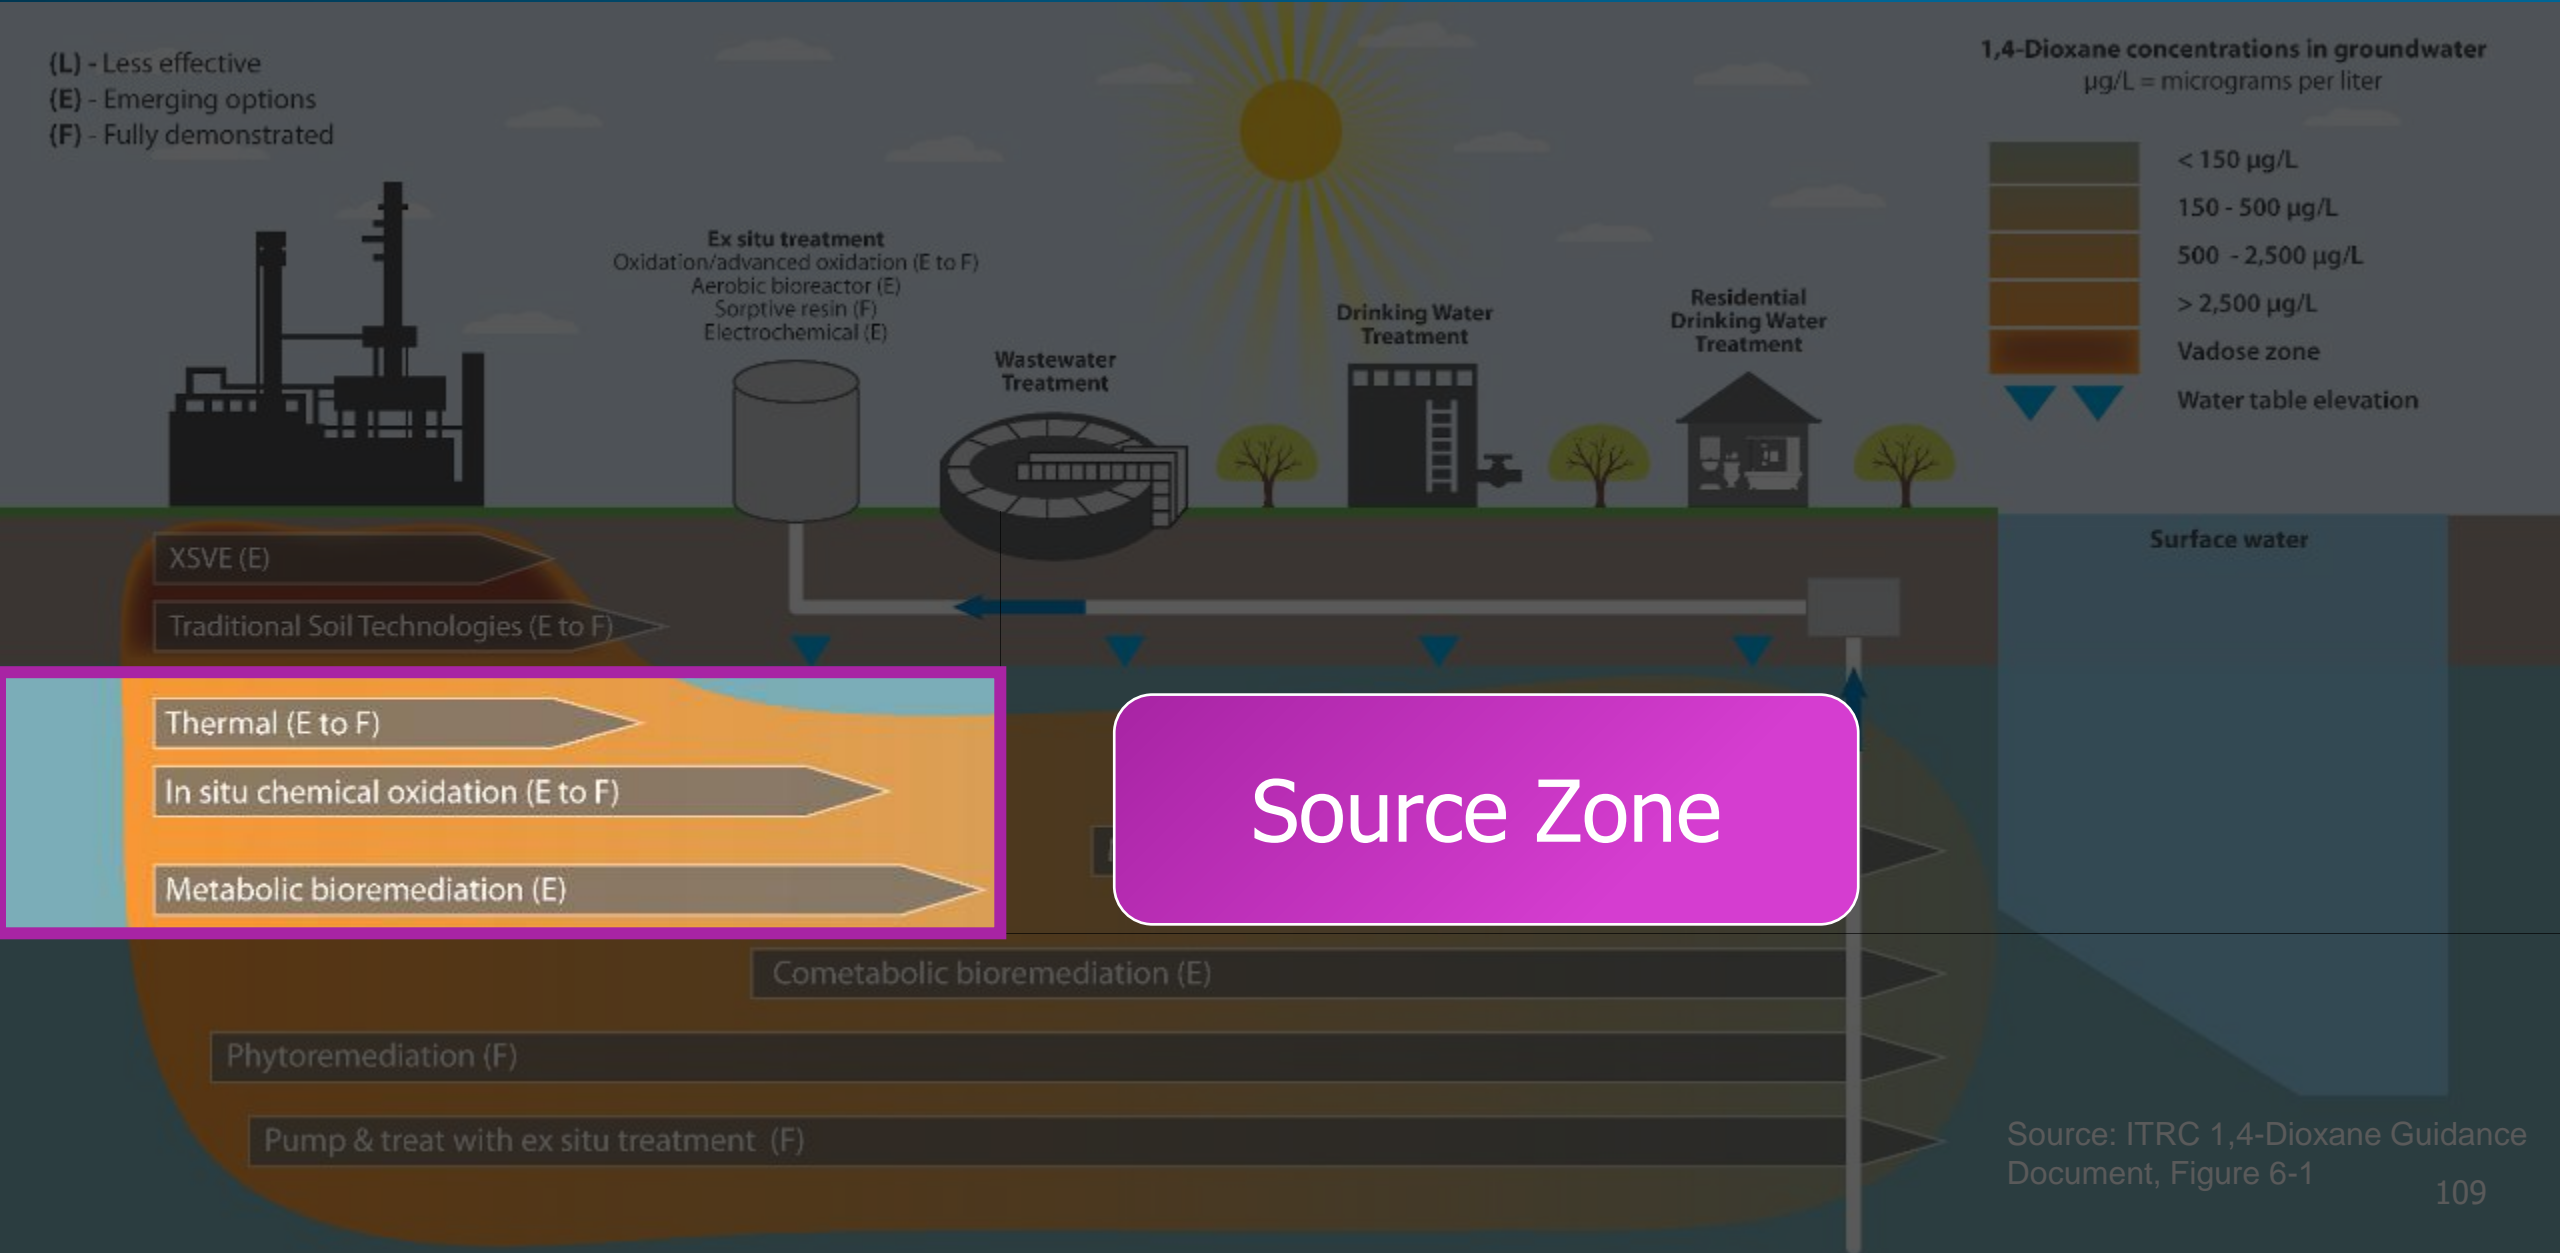 (L) - Less effective
(E) - Emerging options
(F) - Fully demonstrated
1,4-Dioxane concentrations in groundwater
µg/L = micrograms per liter
< 150 µg/L
150 - 500 µg/L
500 - 2,500 µg/L
> 2,500 µg/L
Vadose zone
Water table elevation
Ex situ treatment
Oxidation/advanced oxidation (E to F)
Aerobic bioreactor (E)
Sorptive resin (F)
Electrochemical (E)
Wastewater
Treatment
Drinking Water
Treatment
Residential
Drinking Water
Treatment
Surface water
XSVE (E)
Traditional Soil Technologies (E to F)
Thermal (E to F)
In situ chemical oxidation (E to F)
Metabolic bioremediation (E)
Source Zone
Cometabolic bioremediation (E)
Phytoremediation (F)
Pump & treat with ex situ treatment (F)
Source: ITRC 1,4-Dioxane Guidance
Document, Figure 6-1
109